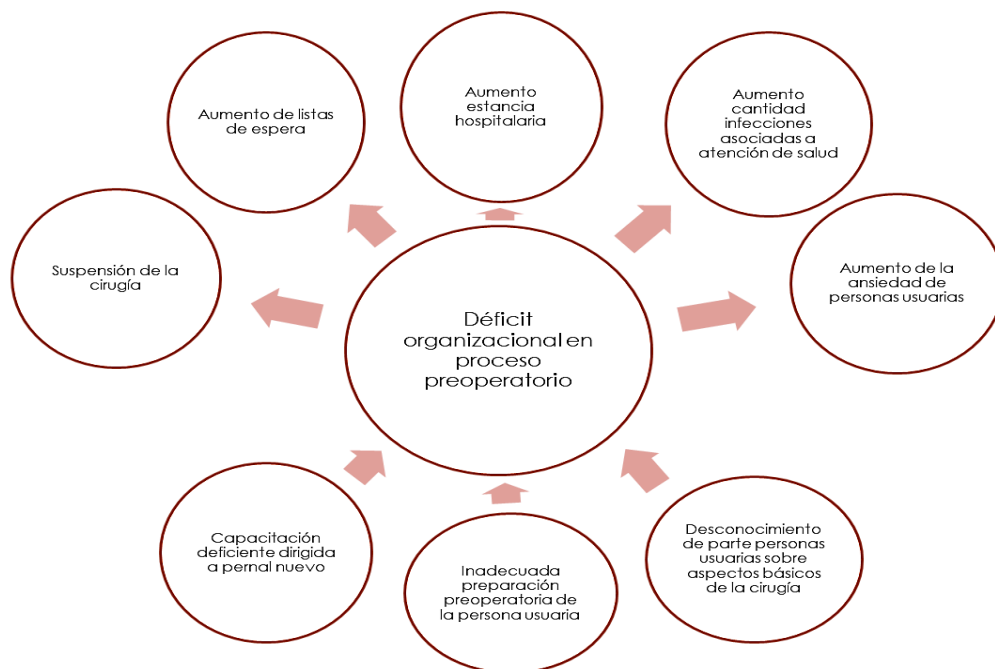 Aumento de listas
de espera
Aumento
estancia
hospitalaria
Aumento
cantidad
infecciones
asociadas a
atención de salud
Suspensión de la
cirugía
Aumento de la
ansiedad de
personas usuarias
Déficit
organizacional en
proceso
preoperatorio
Capacitación
deficiente dirigida
a pernal nuevo
Inadecuada
preparación
preoperatoria de
la persona usuaria
Desconocimiento
de parte personas
usuarias sobre
aspectos básicos
de la cirugía